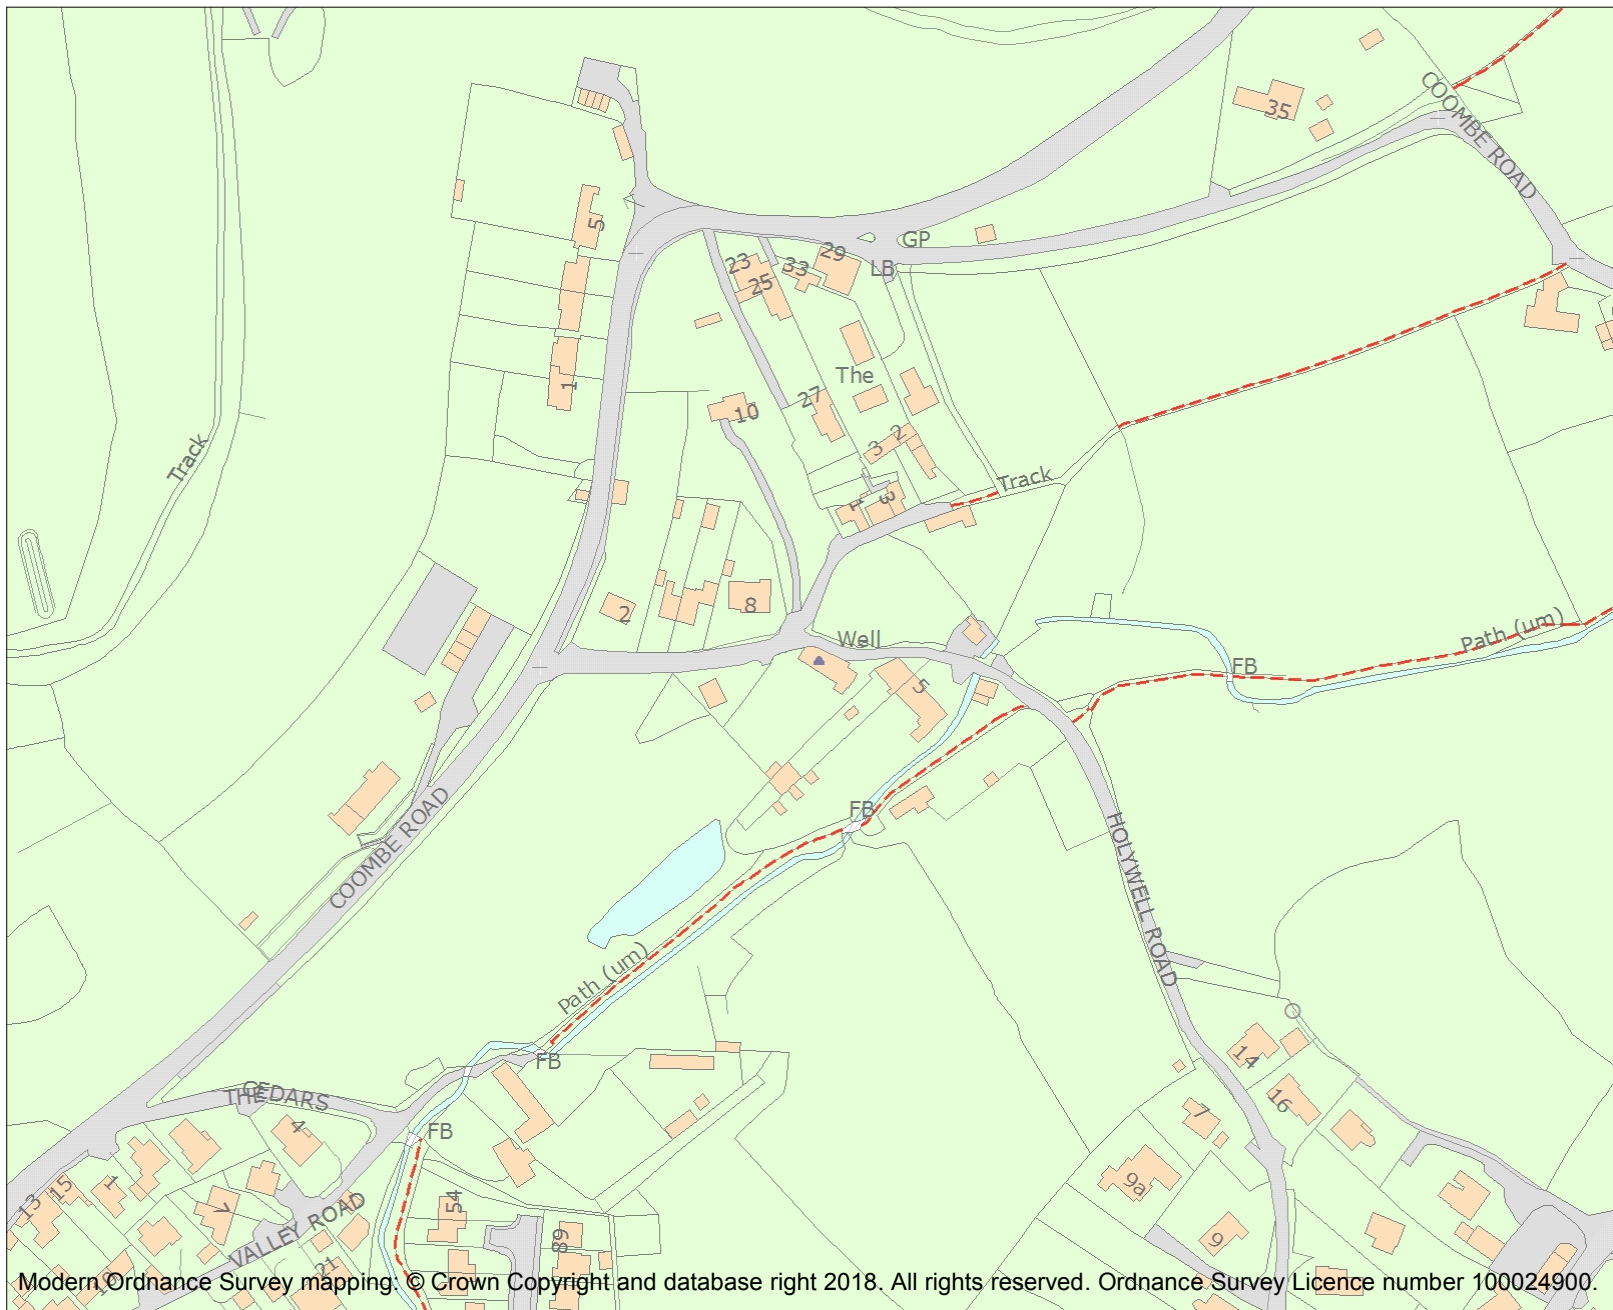 COOMBE ROAD
35
5
GP
LB
23
25
33
29
The
1
10
27
3
2
Track
Track
1
3
2
8
Well
5
Path (um)
FB
FB
COOMBE ROAD
HOLYWELL ROAD
Path (um)
FB
14
16
7
THE CEDARS
4
FB
9a
13
15
1
7
54
VALLEY ROAD
68
9
21
18
Modern Ordnance Survey mapping: © Crown Copyright and database right 2018. All rights reserved. Ordnance Survey Licence number 100024900.